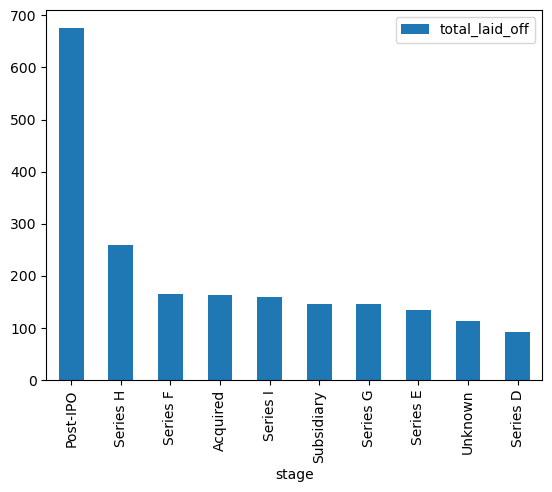 total_laid_off
700
600
500
400
300
200
100
0
Post-IPO
Series H
Series F
Acquired
Series I
Subsidiary
Series G
Series E
Unknown
Series D
stage